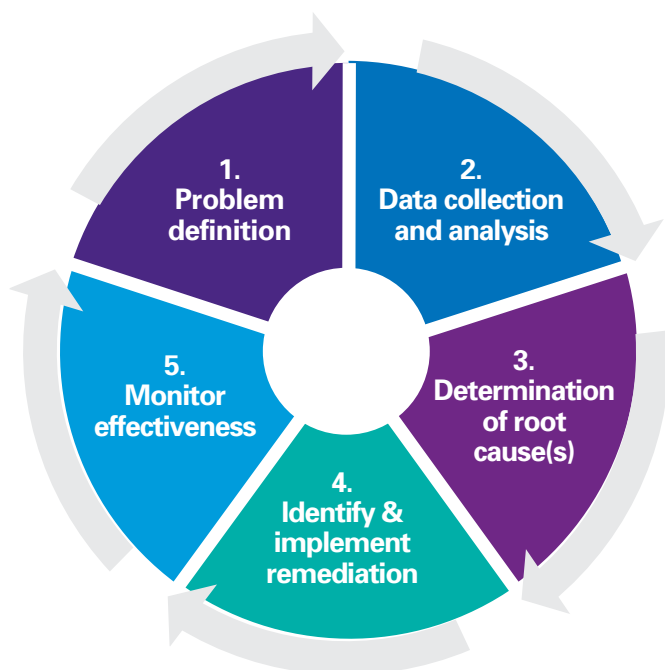 1.
Problem
definition
2.
Data collection
and analysis
3.
Determination
of root
cause(s)
4.
Identify &
implement
remediation
5.
Monitor
effectiveness